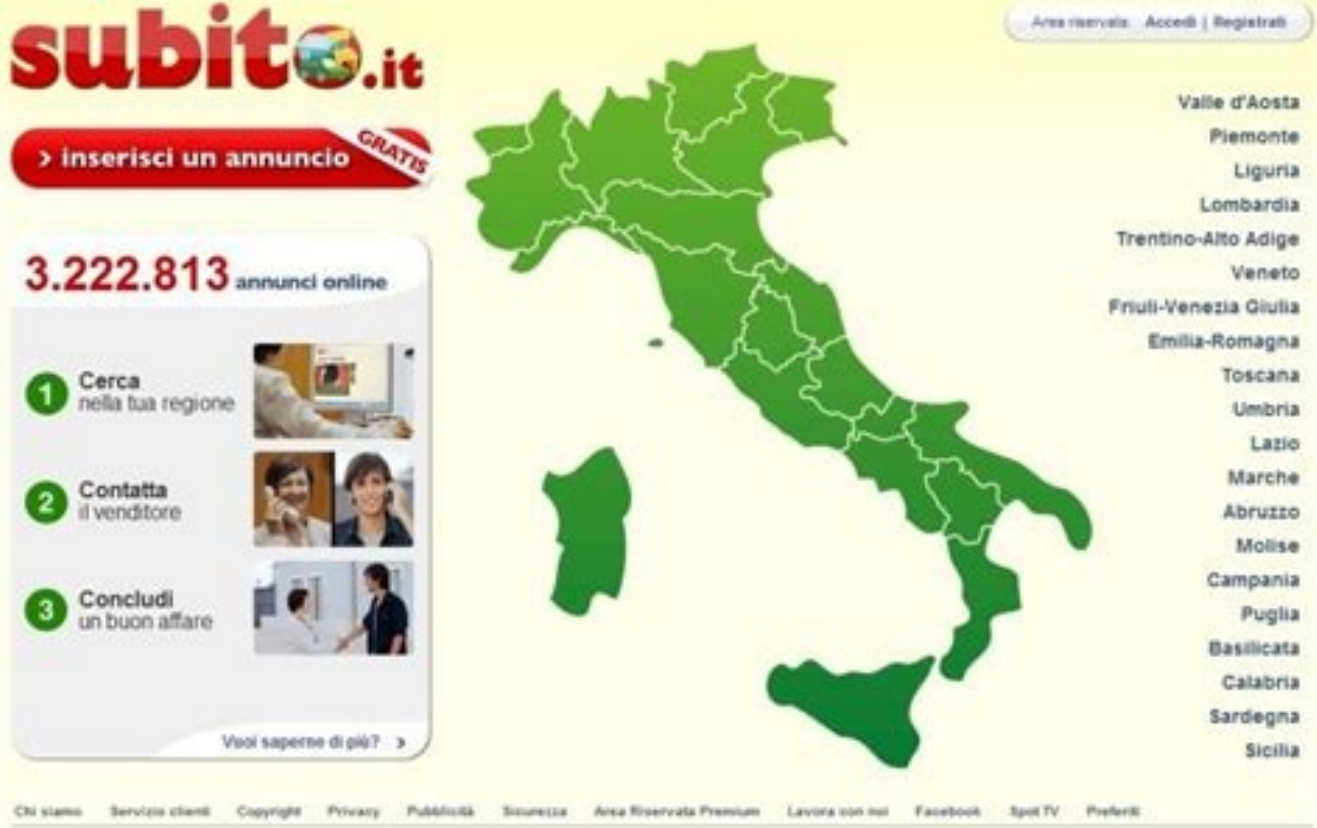 subito.it
Area riservata: Accedi | Registrati
> inserisci un annuncio
GRATIS
3.222.813 annunci online
1 Cerca
nella tua regione
2 Contatta
il venditore
3 Concludi
un buon affare
Vuoi saperne di più? >
Valle d'Aosta
Piemonte
Liguria
Lombardia
Trentino-Alto Adige
Veneto
Friuli-Venezia Giulia
Emilia-Romagna
Toscana
Umbria
Lazio
Marche
Abruzzo
Molise
Campania
Puglia
Basilicata
Calabria
Sardegna
Sicilia
Chi siamo Servizio clienti Copyright Privacy Pubblicità Sicurezza Area Riservata Premium Lavora con noi Facebook Spot TV Preferiti